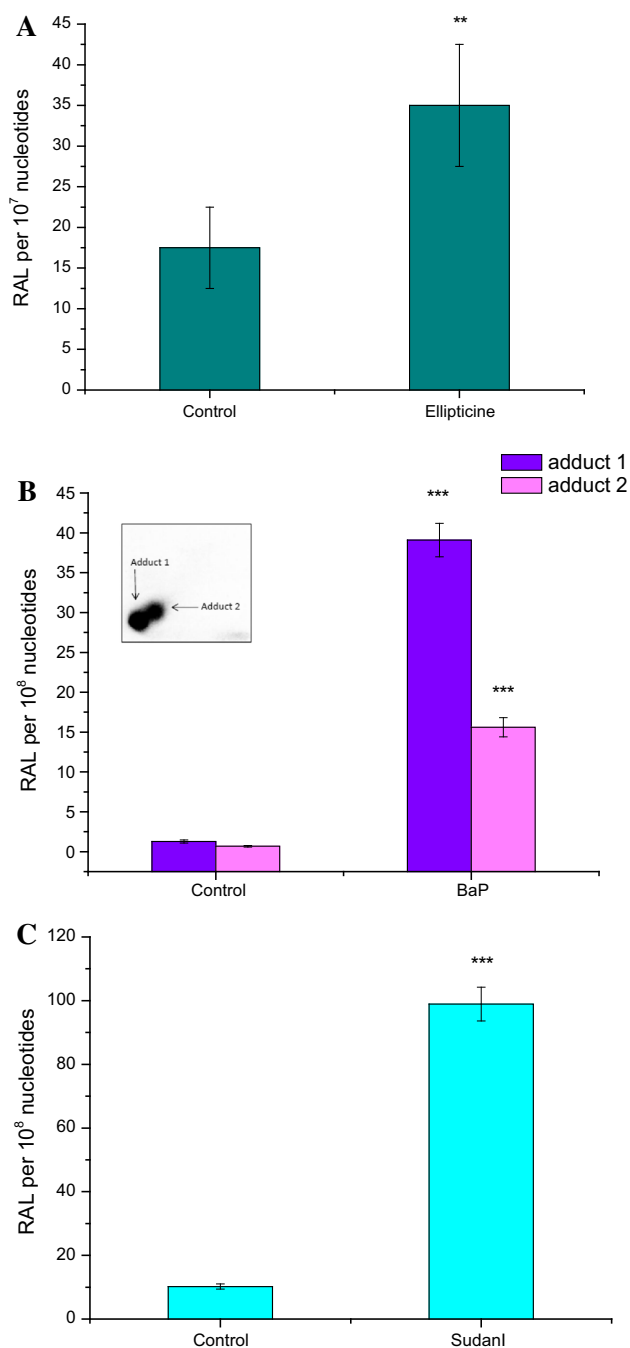 A
RAL per 10⁷ nucleotides
45
40
35
30
25
20
15
10
5
0
**
Control
Ellipticine
adduct 1
adduct 2
B
RAL per 10⁸ nucleotides
45
40
35
30
25
20
15
10
5
0
Adduct 1
Adduct 2
***
***
Control
BaP
C
RAL per 10⁸ nucleotides
120
100
80
60
40
20
0
***
Control
SudanI